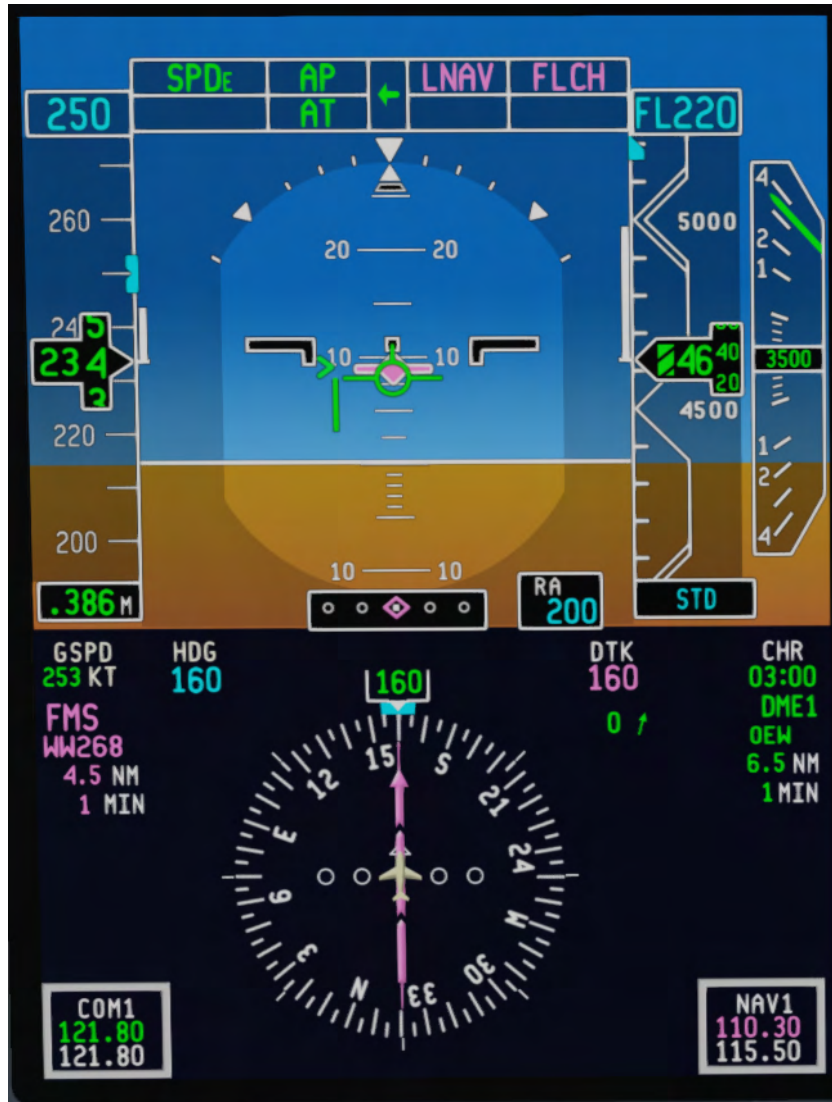 SPDE AP LNAV FLCH
AT
250
FL220
260
24
5
23 4
3
220
200
20 20
10 10
10 10
5000
46
40
20
4500
4
2
1
3500
1
2
4
.386 M
RA
200
STD
GSPD
253 KT
HDG
160
160
DTK
160
CHR
03:00
FMS
WW268
4.5 NM
1 MIN
0
DME1
OEW
6.5 NM
1 MIN
15
S
21
24
W
30
33
N
3
6
E
12
COM1
121.80
121.80
NAV1
110.30
115.50